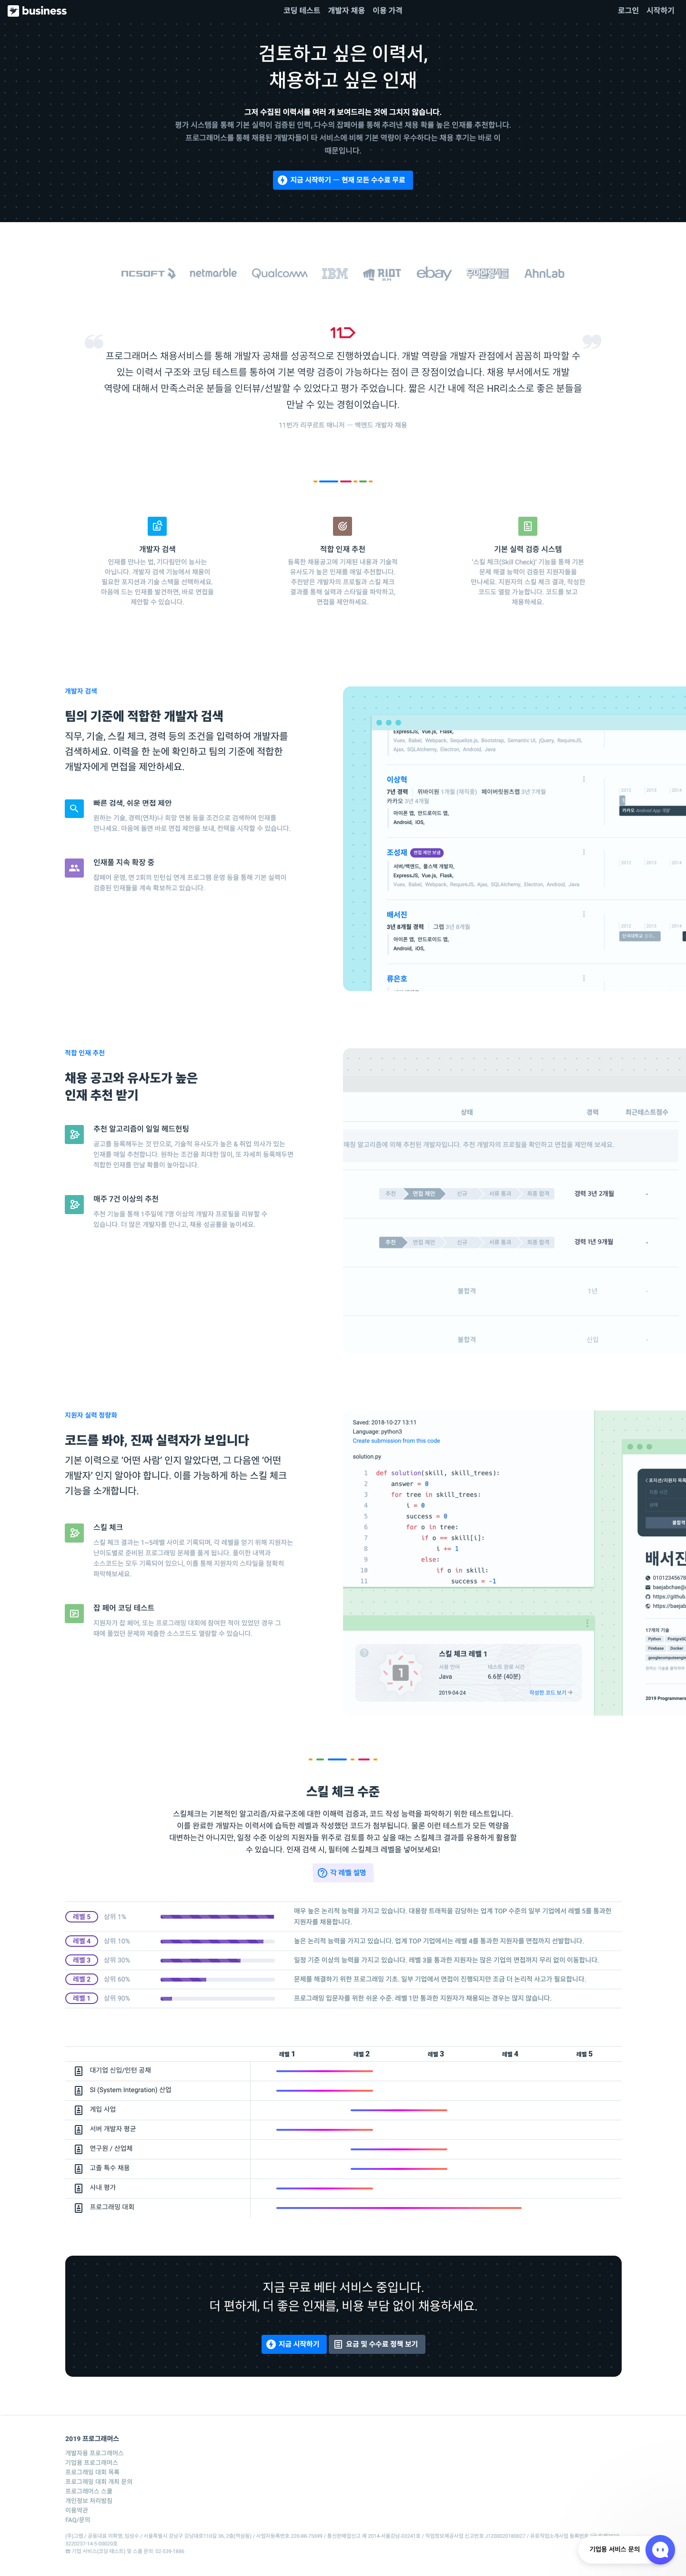 business
코딩 테스트 개발자 채용 이용 가격
로그인 시작하기
검토하고 싶은 이력서,
채용하고 싶은 인재
그저 수집된 이력서를 여러 개 보여드리는 것에 그치지 않습니다.
평가 시스템을 통해 기본 실력이 검증된 인력, 다수의 잡페어를 통해 추려낸 채용 확률 높은 인재를 추천합니다.
프로그래머스를 통해 채용된 개발자들이 타 서비스에 비해 기본 역량이 우수하다는 채용 후기는 바로 이
때문입니다.
지금 시작하기 — 현재 모든 수수료 무료
NCSOFT netmarble Qualcomm IBM RIOT ebay AhnLab
프로그래머스 채용서비스를 통해 개발자 공채를 성공적으로 진행하였습니다. 개발 역량을 개발자 관점에서 꼼꼼히 파악할 수
있는 이력서 구조와 코딩 테스트를 통하여 기본 역량 검증이 가능하다는 점이 큰 장점이었습니다. 채용 부서에서도 개발
역량에 대해서 만족스러운 분들을 인터뷰/선발할 수 있었다고 평가 주었습니다. 짧은 시간 내에 적은 HR리소스로 좋은 분들을
만날 수 있는 경험이었습니다.
11번가 리쿠르트 매니저 — 백엔드 개발자 채용
개발자 검색
인재를 만나는 법, 기다림만이 능사는
아닙니다. 개발자 검색 기능에서 채용이
필요한 포지션과 기술 스택을 선택하세요.
마음에 드는 인재를 발견하면, 바로 면접을
제안할 수 있습니다.
적합 인재 추천
등록한 채용공고에 기재된 내용과 기술적
유사도가 높은 인재를 매일 추천합니다.
추천받은 개발자의 프로필과 스킬 체크
결과를 통해 실력과 스타일을 파악하고,
면접을 제안하세요.
기본 실력 검증 시스템
'스킬 체크(Skill Check)' 기능을 통해 기본
문제 해결 능력이 검증된 지원자들을
만나세요. 지원자의 스킬 체크 결과, 작성한
코드도 열람 가능합니다. 코드를 보고
채용하세요.
개발자 검색
팀의 기준에 적합한 개발자 검색
직무, 기술, 스킬 체크, 경력 등의 조건을 입력하여 개발자를
검색하세요. 이력을 한 눈에 확인하고 팀의 기준에 적합한
개발자에게 면접을 제안하세요.
빠른 검색, 쉬운 면접 제안
원하는 기술, 경력(연차)나 희망 연봉 등을 조건으로 검색하여 인재를
만나세요. 마음에 들면 바로 면접 제안을 보내, 컨택을 시작할 수 있습니다.
인재풀 지속 확장 중
잡페어 운영, 연 2회의 인턴십 연계 프로그램 운영 등을 통해 기본 실력이
검증된 인재들을 계속 확보하고 있습니다.
ExpressJS, Vue.js, Flask,
Vuex, Babel, Webpack, Sequelize.js, Bootstrap, Semantic UI, jQuery, RequireJS,
Ajax, SQLAlchemy, Electron, Android, Java
이상혁
7년 경력 위바이원 1개월 (재직중) 페이버릿원츠랩 3년 7개월
카카오 3년 4개월
아이폰 앱, 안드로이드 앱,
Android, iOS,
2012 2013 2014
카카오 Android App 개발
조성재 면접 제안 보냄
서버/백엔드, 풀스택 개발자,
ExpressJS, Vue.js, Flask,
Vuex, Babel, Webpack, RequireJS, Ajax, SQLAlchemy, Electron, Android, Java
2012 2013 2014
배서진
3년 8개월 경력 그랩 3년 8개월
아이폰 앱, 안드로이드 앱,
Android, iOS,
2012 2013 2014
류은호
적합 인재 추천
채용 공고와 유사도가 높은
인재 추천 받기
추천 알고리즘이 일일 헤드헌팅
공고를 등록해두는 것 만으로, 기술적 유사도가 높은 & 취업 의사가 있는
인재를 매일 추천합니다. 원하는 조건을 최대한 많이, 또 자세히 등록해두면
적합한 인재를 만날 확률이 높아집니다.
매주 7건 이상의 추천
추천 기능을 통해 1주일에 7명 이상의 개발자 프로필을 리뷰할 수
있습니다. 더 많은 개발자를 만나고, 채용 성공률을 높이세요.
상태 경력 최근테스트점수
매칭 알고리즘에 의해 추천된 개발자입니다. 추천 개발자의 프로필을 확인하고 면접을 제안해 보세요.
추천 면접 제안 신규 서류 통과 최종 합격 경력 3년 2개월 -
추천 면접 제안 신규 서류 통과 최종 합격 경력 1년 9개월 -
불합격 1년 -
불합격 신입 -
지원자 실력 정량화
코드를 봐야, 진짜 실력자가 보입니다
기본 이력으로 '어떤 사람' 인지 알았다면, 그 다음엔 '어떤
개발자' 인지 알아야 합니다. 이를 가능하게 하는 스킬 체크
기능을 소개합니다.
스킬 체크
스킬 체크 결과는 1~5레벨 사이로 기록되며, 각 레벨을 얻기 위해 지원자는
난이도별로 준비된 프로그래밍 문제를 풀게 됩니다. 풀이한 내역과
소스코드는 모두 기록되어 있으니, 이를 통해 지원자의 스타일을 정확히
파악해보세요.
잡 페어 코딩 테스트
지원자가 잡 페어, 또는 프로그래밍 대회에 참여한 적이 있었던 경우 그
때에 풀었던 문제와 제출한 소스코드도 열람할 수 있습니다.
Saved: 2018-10-27 13:11
Language: python3
Create submission from this code
solution.py
1 def solution(skill, skill_trees):
2 answer = 0
3 for tree in skill_trees:
4 i = 0
5 success = 0
6 for o in tree:
7 if o == skill[i]:
8 i += 1
9 else:
10 if o in skill:
11 success = -1
스킬 체크 레벨 1
사용 언어 테스트 완료 시간
Java 6.6분 (40분)
2019-04-24 작성한 코드 보기
불합격
배서진
01012345678
baejabchae@
https://github.
https://baejab
17개의 기술
Python PostgreSQ
Firebase Docker
googlecomputeengin
2019 Programmers
스킬 체크 수준
스킬체크는 기본적인 알고리즘/자료구조에 대한 이해력 검증과, 코드 작성 능력을 파악하기 위한 테스트입니다.
이를 완료한 개발자는 이력서에 습득한 레벨과 작성했던 코드가 첨부됩니다. 물론 이런 테스트가 모든 역량을
대변하는건 아니지만, 일정 수준 이상의 지원자들 위주로 검토를 하고 싶을 때는 스킬체크 결과를 유용하게 활용할
수 있습니다. 인재 검색 시, 필터에 스킬체크 레벨을 넣어보세요!
각 레벨 설명
레벨 5 상위 1% 매우 높은 논리적 능력을 가지고 있습니다. 대용량 트래픽을 감당하는 업계 TOP 수준의 일부 기업에서 레벨 5를 통과한
지원자를 채용합니다.
레벨 4 상위 10% 높은 논리적 능력을 가지고 있습니다. 업계 TOP 기업에서는 레벨 4를 통과한 지원자를 면접까지 선발합니다.
레벨 3 상위 30% 일정 기준 이상의 능력을 가지고 있습니다. 레벨 3을 통과한 지원자는 많은 기업의 면접까지 무리 없이 이동합니다.
레벨 2 상위 60% 문제를 해결하기 위한 프로그래밍 기초. 일부 기업에서 면접이 진행되지만 조금 더 논리적 사고가 필요합니다.
레벨 1 상위 90% 프로그래밍 입문자를 위한 쉬운 수준. 레벨 1만 통과한 지원자가 채용되는 경우는 많지 않습니다.
레벨 1 레벨 2 레벨 3 레벨 4 레벨 5
대기업 신입/인턴 공채
SI (System Integration) 산업
게임 사업
서버 개발자 평균
연구원 / 산업체
고졸 특수 채용
사내 평가
프로그래밍 대회
지금 무료 베타 서비스 중입니다.
더 편하게, 더 좋은 인재를, 비용 부담 없이 채용하세요.
지금 시작하기 요금 및 수수료 정책 보기
2019 프로그래머스
개발자용 프로그래머스
기업용 프로그래머스
프로그래밍 대회 목록
프로그래밍 대회 개최 문의
프로그래머스 스쿨
개인정보 처리방침
이용약관
FAQ/문의
기업용 서비스 문의